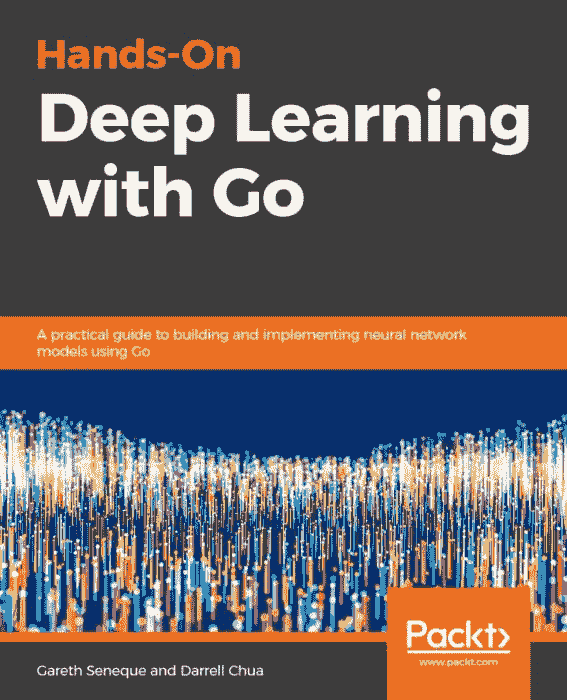 Hands-On
Deep Learning
with Go
A practical guide to building and implementing neural network
models using Go
Packt>
www.packt.com
Gareth Seneque and Darrell Chua